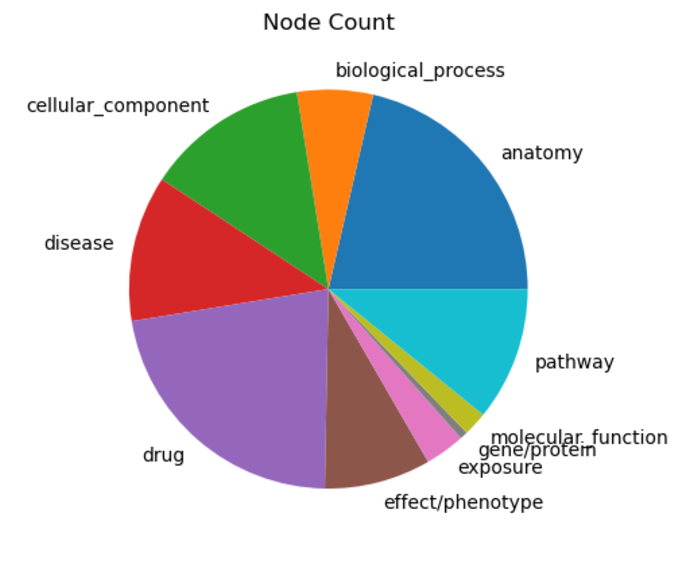 Node Count
biological_process
cellular_component
anatomy
disease
pathway
molecular_function
gene/protein
drug
exposure
effect/phenotype